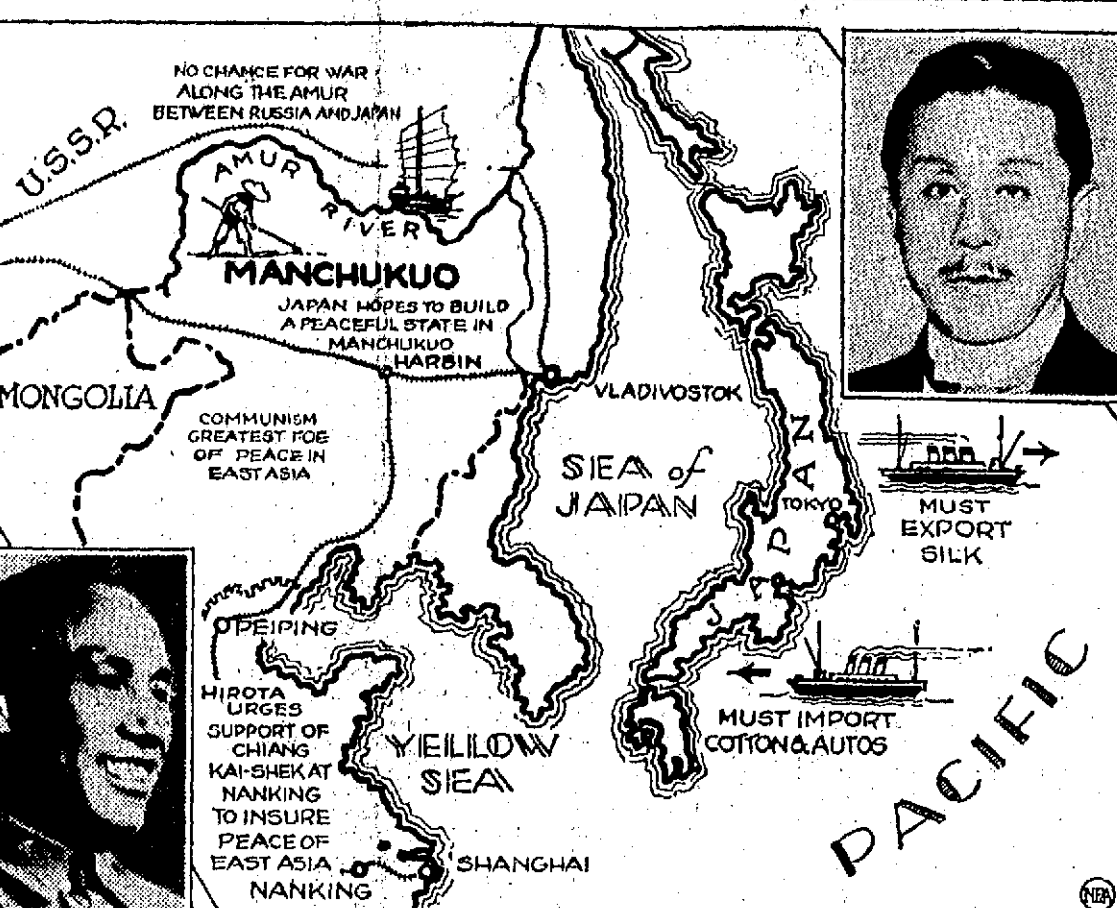 NO CHANCE FOR WAR
ALONG THE AMUR
BETWEEN RUSSIA AND JAPAN
U.S.S.R.
AMUR
RIVER
MANCHUKUO
JAPAN HOPES TO BUILD
A PEACEFUL STATE IN
MANCHUKUO
HARBIN
MONGOLIA
VLADIVOSTOK
COMMUNISM
GREATEST FOE
OF PEACE IN
EAST ASIA
SEA of
JAPAN
JAPAN
TOKYO
MUST
EXPORT
SILK
PEIPING
HIROTA
URGES
SUPPORT OF
CHIANG
KAI-SHEK AT
NANKING
TO INSURE
PEACE OF
EAST ASIA
YELLOW
SEA
MUST IMPORT
COTTON & AUTOS
PACIFIC
SHANGHAI
NANKING
NEA